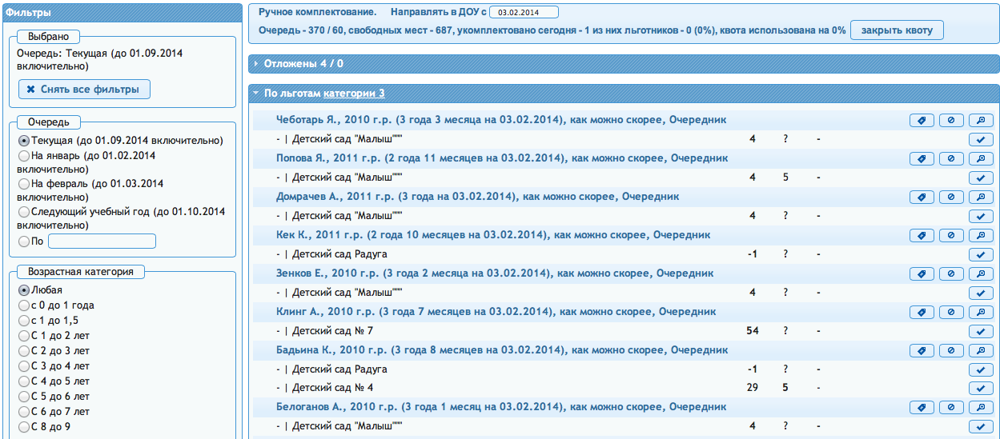 Фильтры
Выбрано
Очередь: Текущая (до 01.09.2014
включительно)
Снять все фильтры
Очередь
Текущая (до 01.09.2014 включительно)
На январь (до 01.02.2014
включительно)
На февраль (до 01.03.2014
включительно)
Следующий учебный год (до 01.10.2014
включительно)
По
Возрастная категория
Любая
с 0 до 1 года
с 1 до 1,5
С 1 до 2 лет
С 2 до 3 лет
С 3 до 4 лет
С 4 до 5 лет
С 5 до 6 лет
С 6 до 7 лет
С 8 до 9
Ручное комплектование. Направлять в ДОУ с 03.02.2014
Очередь - 370 / 60, свободных мест - 687, укомплектовано сегодня - 1 из них льготников - 0 (0%), квота использована на 0% закрыть квоту
Отложены 4 / 0
По льготам категории 3
Чеботарь Я., 2010 г.р. (3 года 3 месяца на 03.02.2014), как можно скорее, Очередник
- | Детский сад "Малыш""" 4 ? -
Попова Я., 2011 г.р. (2 года 11 месяцев на 03.02.2014), как можно скорее, Очередник
- | Детский сад "Малыш""" 4 5 -
Домрачев А., 2011 г.р. (3 года на 03.02.2014), как можно скорее, Очередник
- | Детский сад "Малыш""" 4 ? -
Кек К., 2011 г.р. (2 года 10 месяцев на 03.02.2014), как можно скорее, Очередник
- | Детский сад Радуга -1 ? -
Зенков Е., 2010 г.р. (3 года 2 месяца на 03.02.2014), как можно скорее, Очередник
- | Детский сад "Малыш""" 4 ? -
Клинг А., 2010 г.р. (3 года 7 месяцев на 03.02.2014), как можно скорее, Очередник
- | Детский сад № 7 54 ? -
Бадьина К., 2010 г.р. (3 года 8 месяцев на 03.02.2014), как можно скорее, Очередник
- | Детский сад Радуга -1 ? -
- | Детский сад № 4 29 5 -
Белоганов А., 2010 г.р. (3 года 1 месяц на 03.02.2014), как можно скорее, Очередник
- | Детский сад "Малыш""" 4 ? -